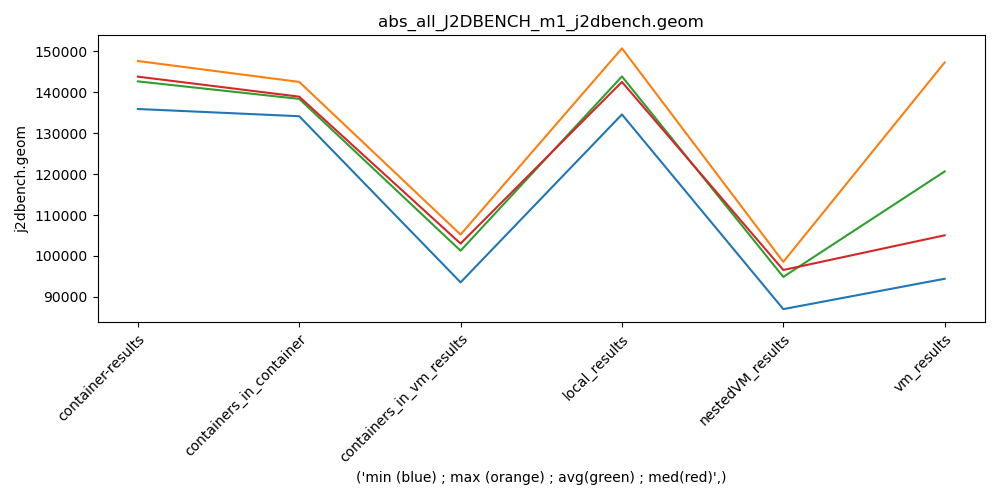 abs_all_J2DBENCH_m1_j2dbench.geom
j2dbench.geom
150000
140000
130000
120000
110000
100000
90000
container-results
containers_in_container
containers_in_vm_results
local_results
nestedVM_results
vm_results
('min (blue) ; max (orange) ; avg(green) ; med(red)',)